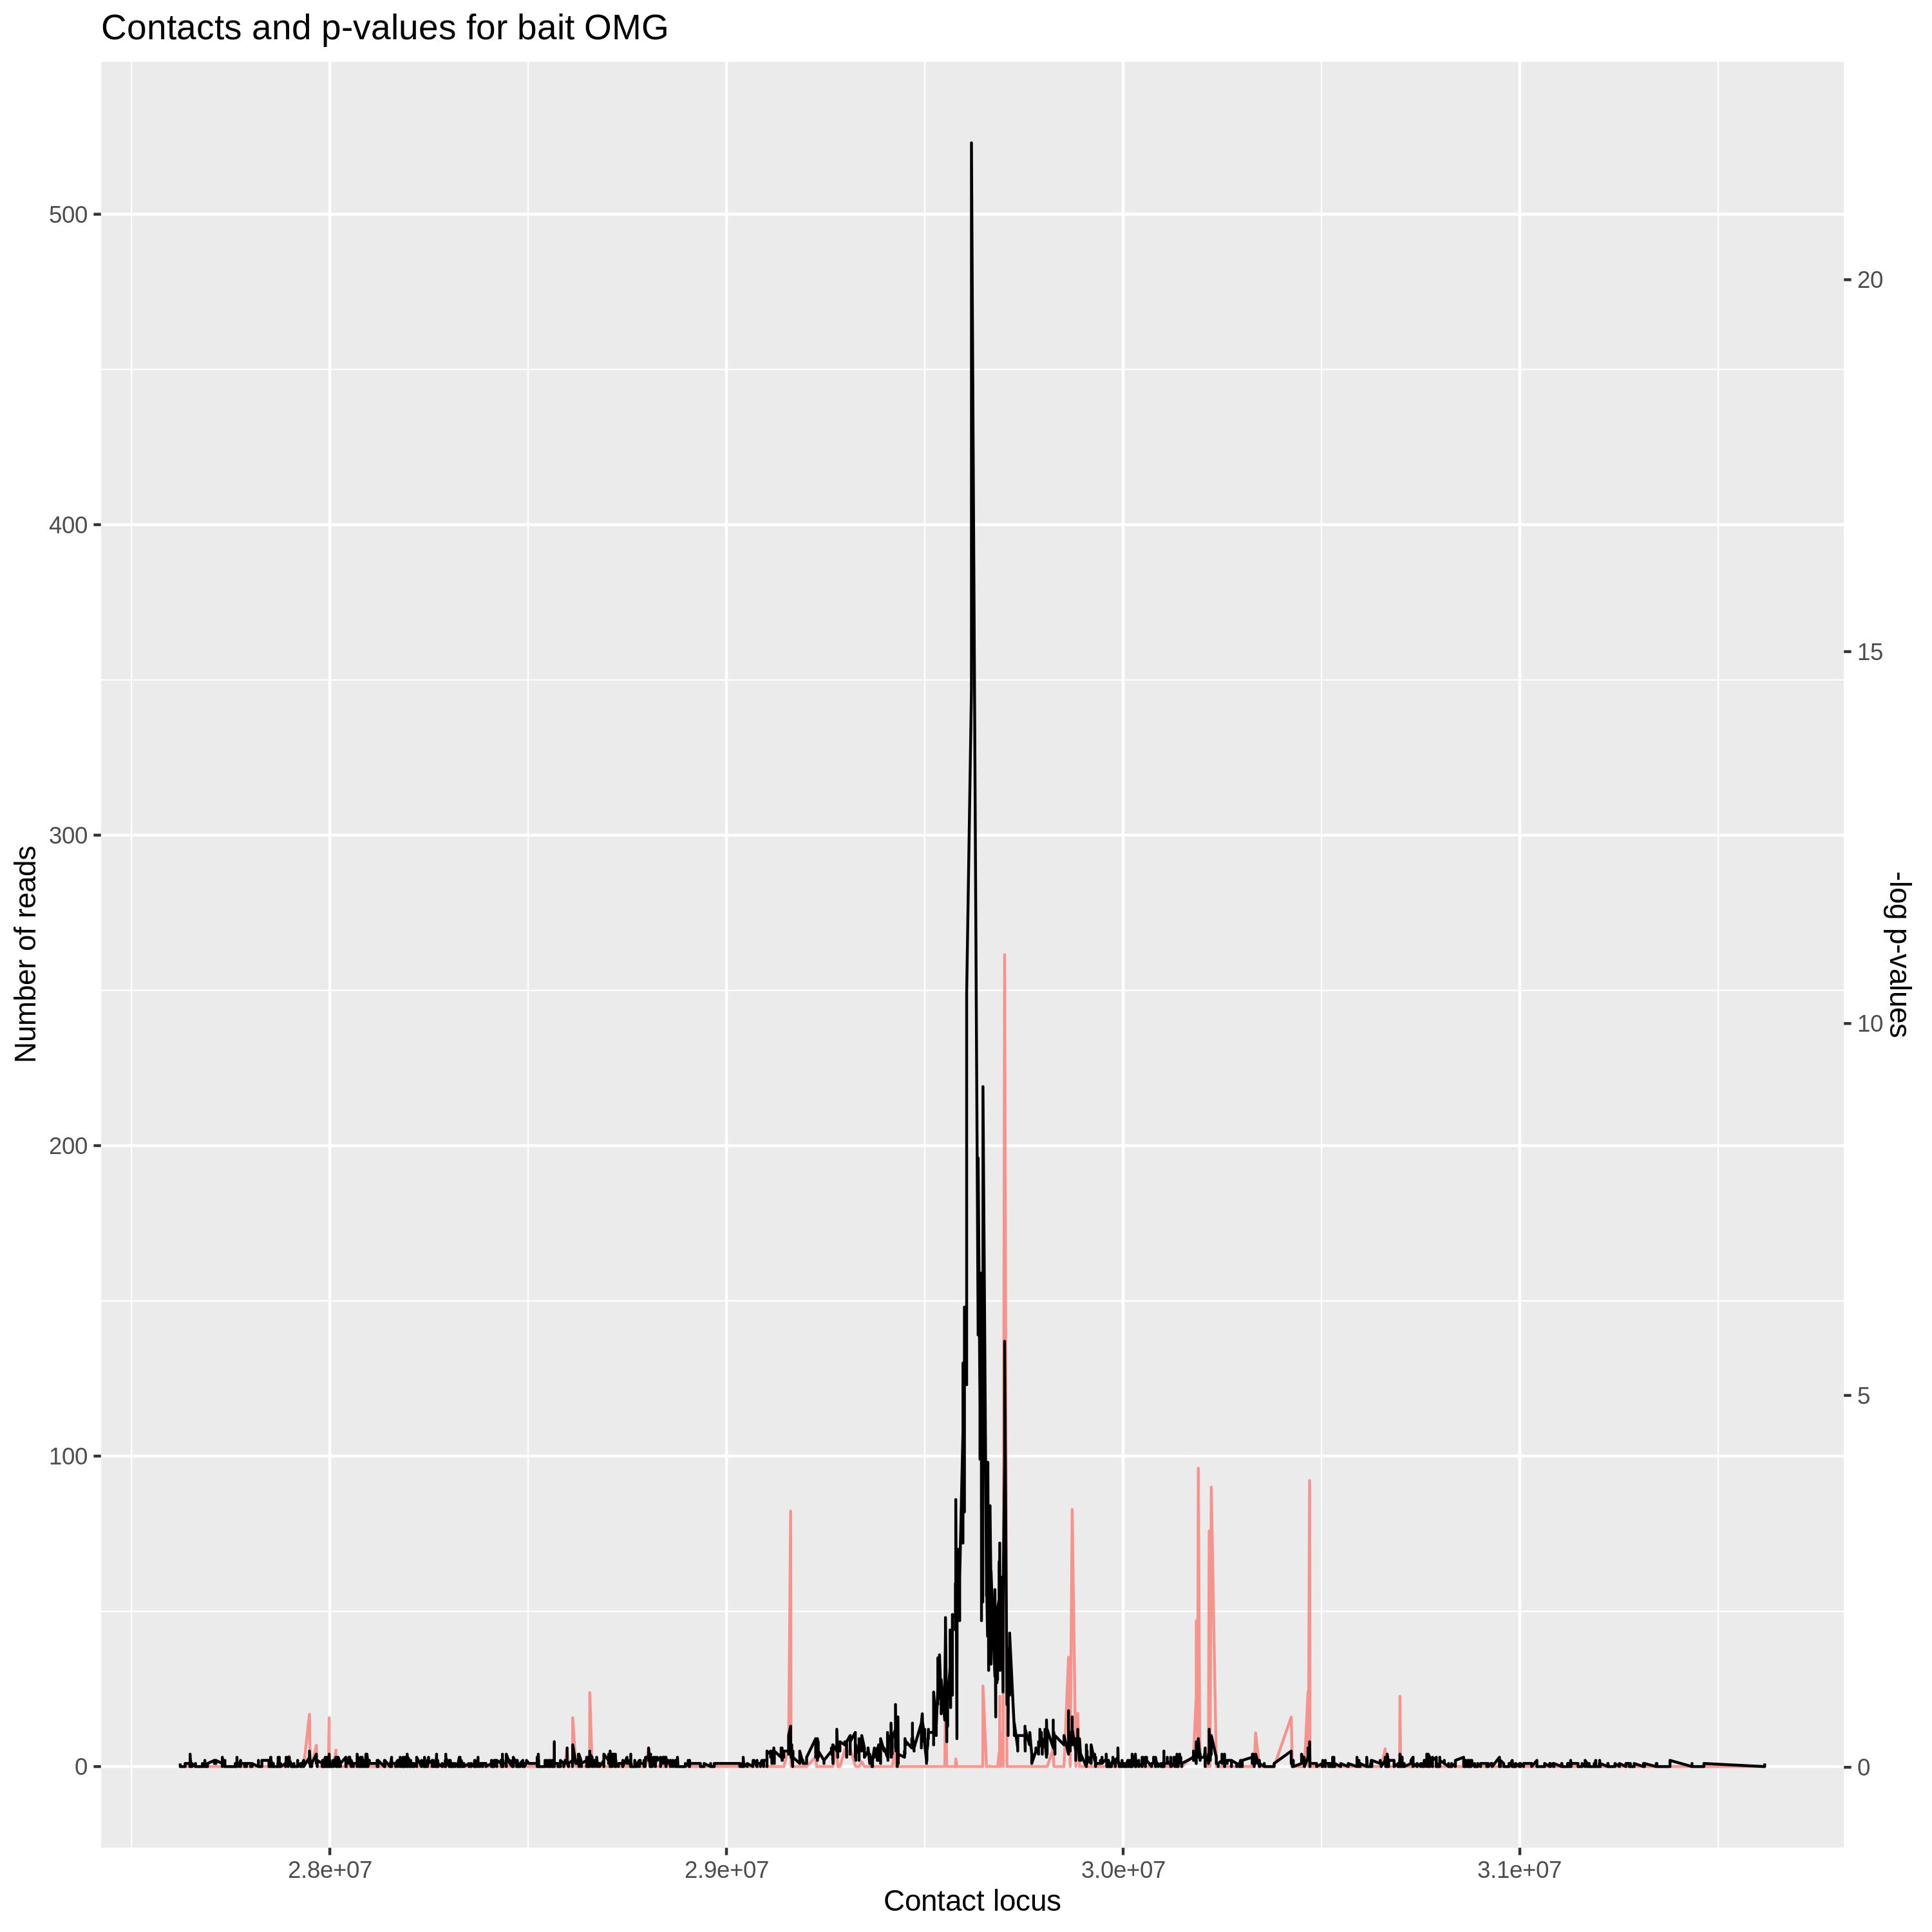 Contacts and p-values for bait OMG
Number of reads
500
400
300
200
100
0
20
15
10
5
0
-log p-values
2.8e+07 2.9e+07 3.0e+07 3.1e+07
Contact locus